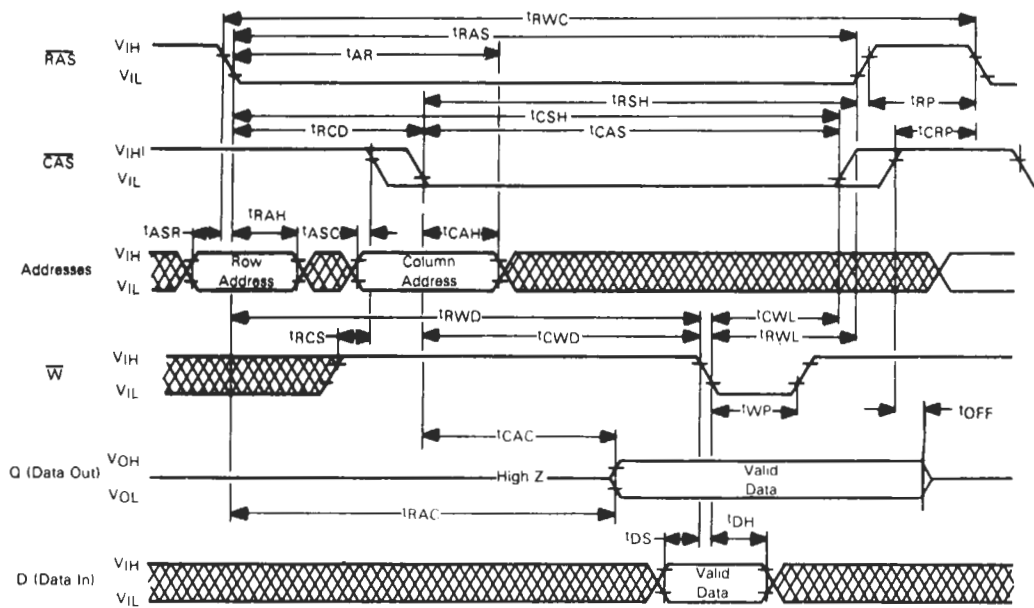 tRWC
tRAS
tAR
RAS
VIH
VIL
tRSH
tRP
tCSH
tRCD
tCAS
tCRP
CAS
VIH
VIL
tRAH
tASR
tASC
tCAH
Addresses
VIH
VIL
Row
Address
Column
Address
tRWD
tCWL
tRCS
tCWD
tRWL
W
VIH
VIL
tWP
tOFF
tCAC
Q (Data Out)
VOH
VOL
High Z
Valid
Data
tRAC
tDS
tDH
D (Data In)
VIH
VIL
Valid
Data